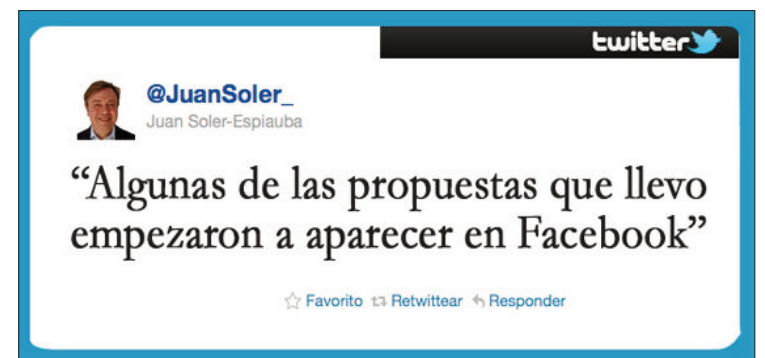 twitter
@JuanSoler_
Juan Soler-Espiauba
“Algunas de las propuestas que llevo
empezaron a aparecer en Facebook”
Favorito Retwittear Responder